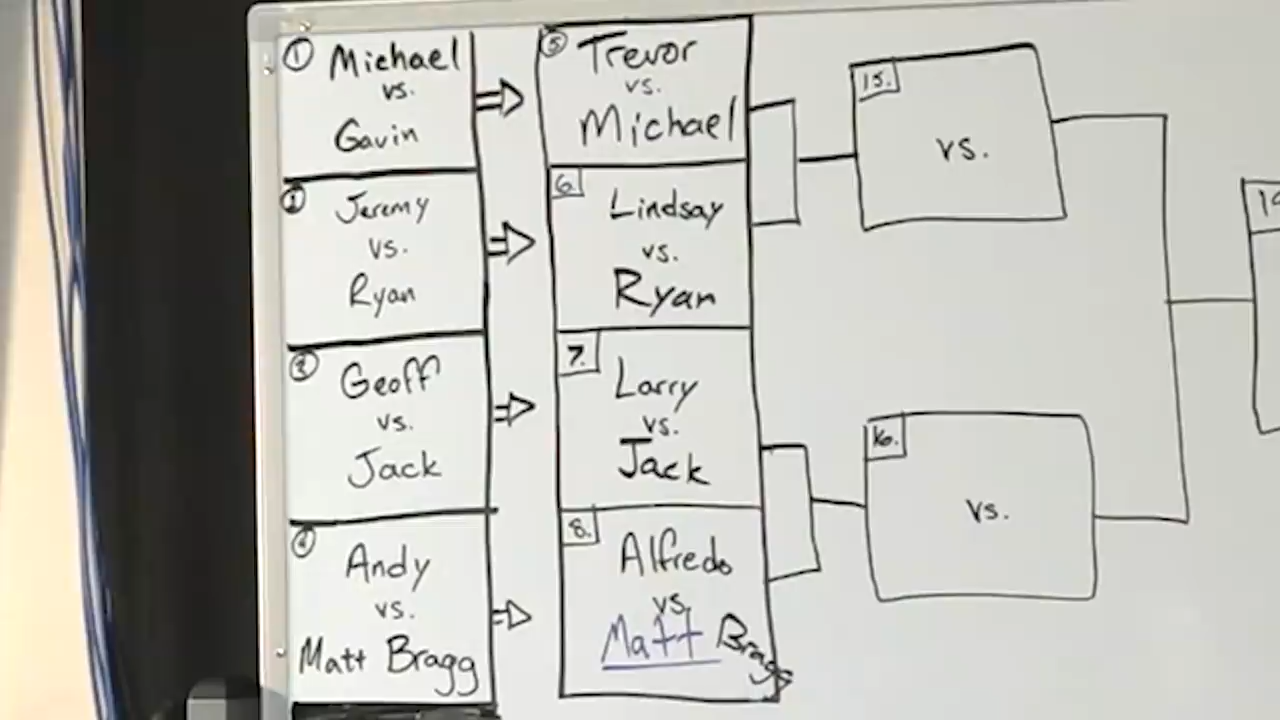 1 Michael
vs.
Gavin
2 Jeremy
vs.
Ryan
3 Geoff
vs.
Jack
4 Andy
vs.
Matt Bragg
5 Trevor
vs.
Michael
6. Lindsay
vs.
Ryan
7. Larry
vs.
Jack
8. Alfredo
vs.
Matt Bragg
15.
vs.
16.
vs.